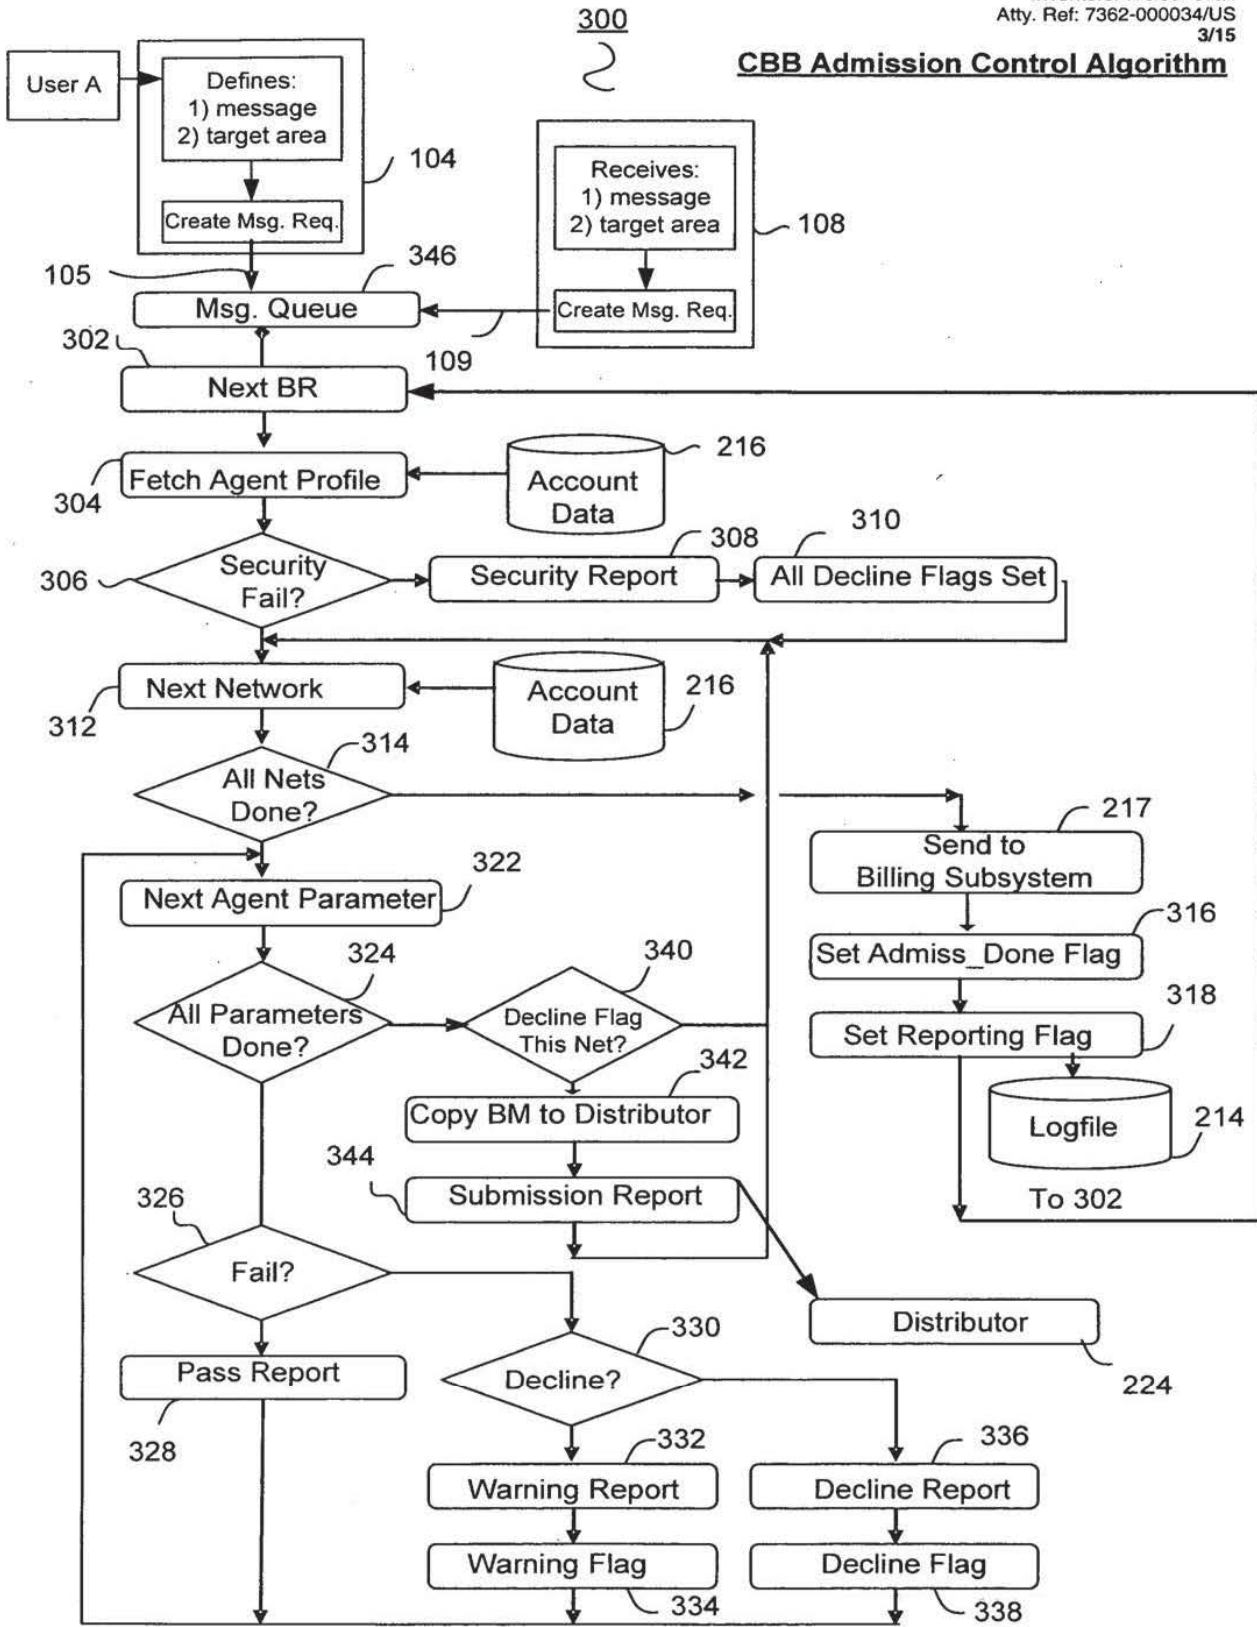 300
Atty. Ref: 7362-000034/US
3/15
CBB Admission Control Algorithm
User A
Defines:
1) message
2) target area
104
Create Msg. Req.
Receives:
1) message
2) target area
108
Create Msg. Req.
105
346
Msg. Queue
109
302
Next BR
304
Fetch Agent Profile
216
Account
Data
306
Security
Fail?
308
Security Report
310
All Decline Flags Set
312
Next Network
216
Account
Data
314
All Nets
Done?
217
Send to
Billing Subsystem
322
Next Agent Parameter
316
Set Admiss_Done Flag
324
All Parameters
Done?
340
Decline Flag
This Net?
318
Set Reporting Flag
342
Copy BM to Distributor
Logfile
214
344
Submission Report
To 302
326
Fail?
Distributor
224
330
Decline?
Pass Report
328
332
Warning Report
336
Decline Report
Warning Flag
334
Decline Flag
338